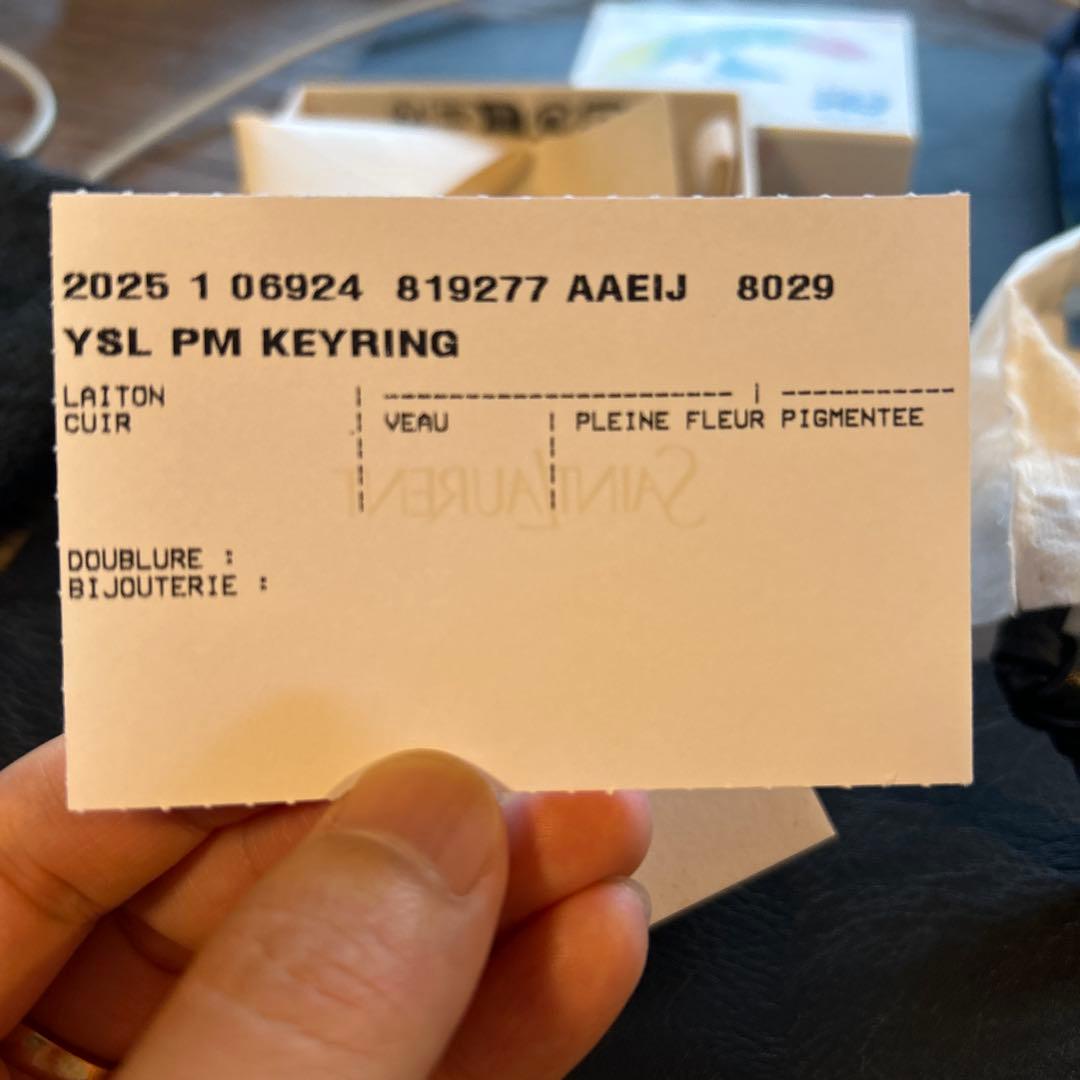 2025 1 06924 819277 AAEIJ 8029
YSL PM KEYRING
LAITON | ---------------------- | -----------
CUIR | VEAU | PLEINE FLEUR PIGMENTEE
SAINT LAURENT
DOUBLURE :
BIJOUTERIE :